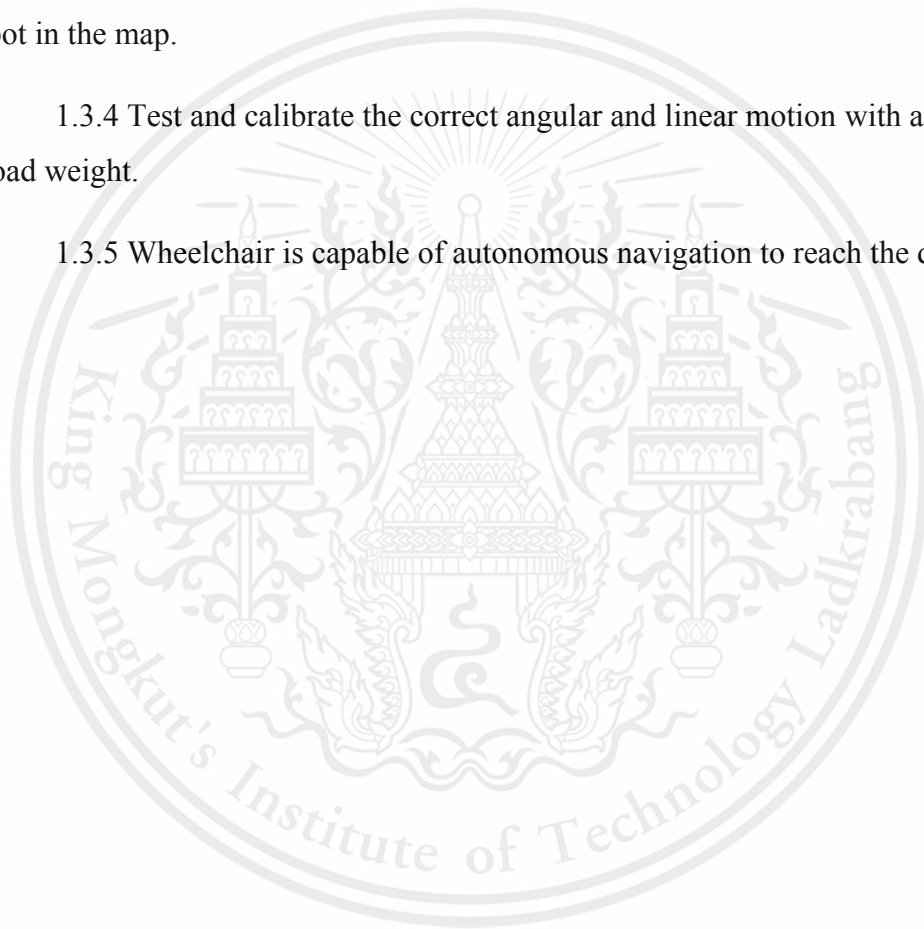 oot in the map.
1.3.4 Test and calibrate the correct angular and linear motion with a
oad weight.
1.3.5 Wheelchair is capable of autonomous navigation to reach the
King Mongkut's Institute of Technology Ladkrabang